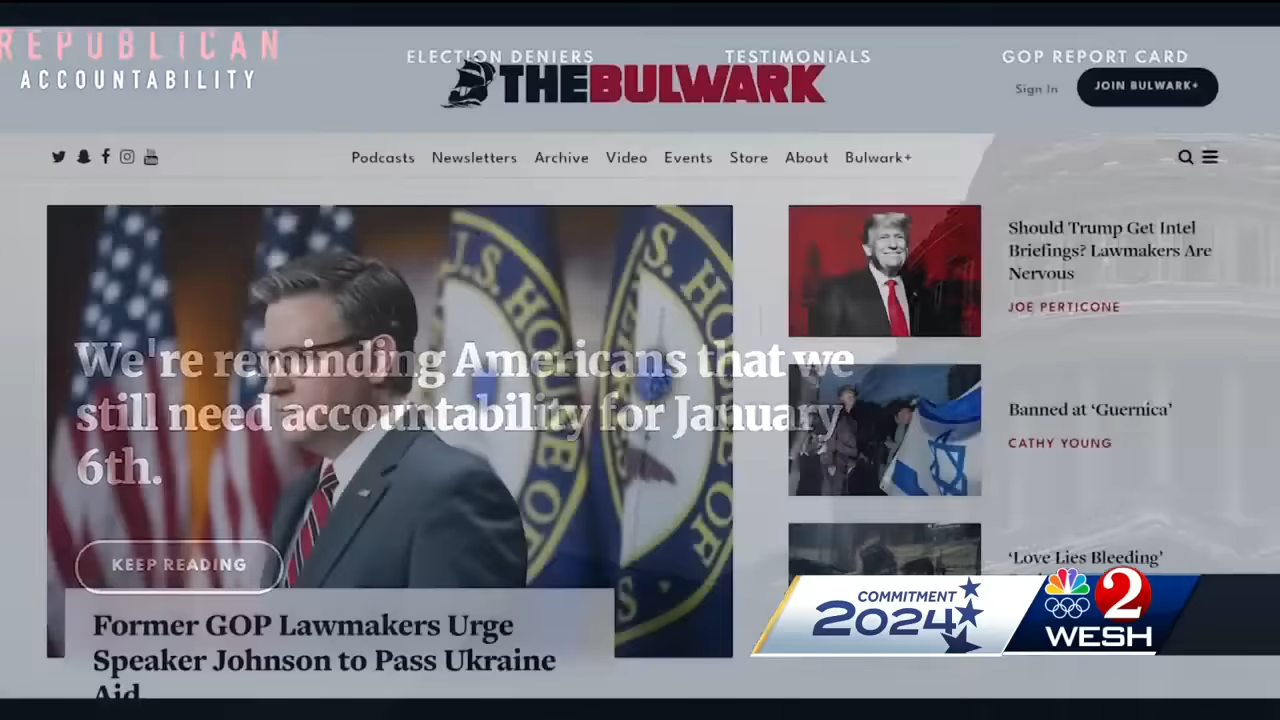 REPUBLICAN
ACCOUNTABILITY
ELECTION DENIERS TESTIMONIALS GOP REPORT CARD
THEBULWARK
Sign In JOIN BULWARK+
Podcasts Newsletters Archive Video Events Store About Bulwark+
We're reminding Americans that we
still need accountability for January
6th.
KEEP READING
Former GOP Lawmakers Urge
Speaker Johnson to Pass Ukraine
Aid
Should Trump Get Intel
Briefings? Lawmakers Are
Nervous
JOE PERTICONE
Banned at ‘Guernica’
CATHY YOUNG
‘Love Lies Bleeding’
COMMITMENT
2024
2
WESH